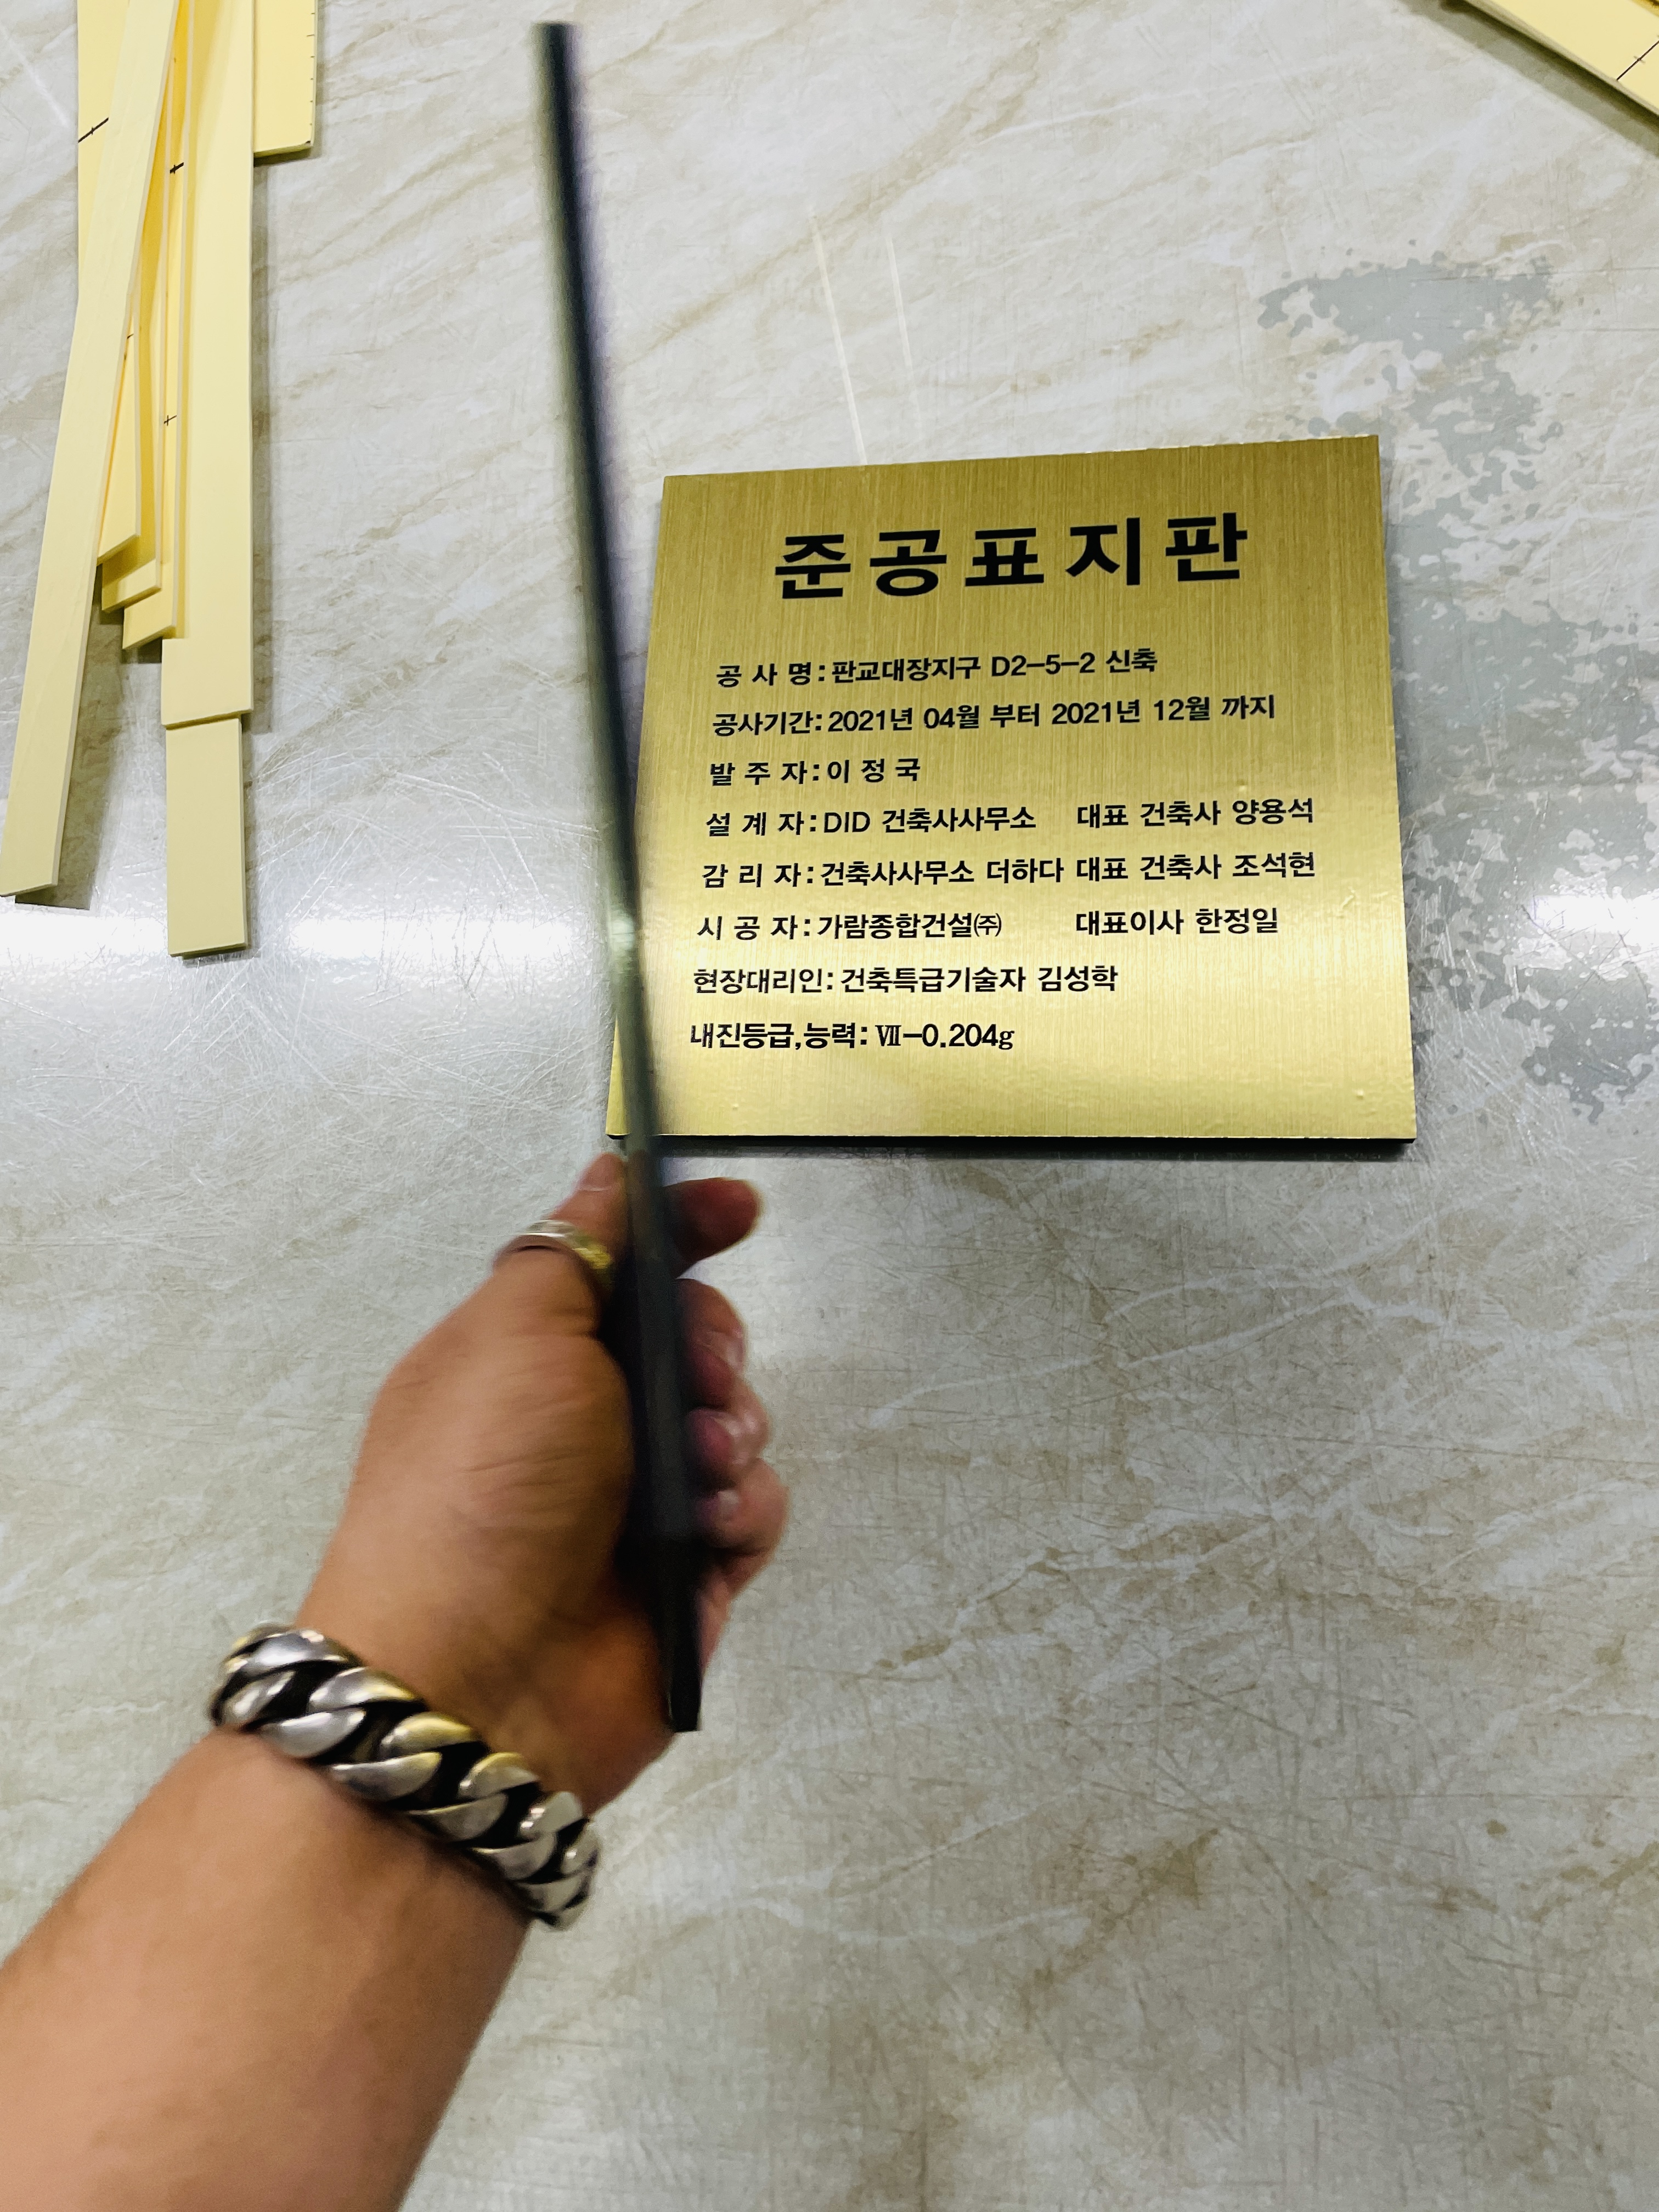 준공표지판
공 사 명 : 판교대장지구 D2-5-2 신축
공사기간: 2021년 04월 부터 2021년 12월 까지
발 주 자 : 이 정 국
설 계 자 : DID 건축사사무소 대표 건축사 양용석
감 리 자 : 건축사사무소 더하다 대표 건축사 조석현
시 공 자 : 가람종합건설㈜ 대표이사 한정일
현장대리인: 건축특급기술자 김성학
내진등급,능력: Ⅶ-0.204g